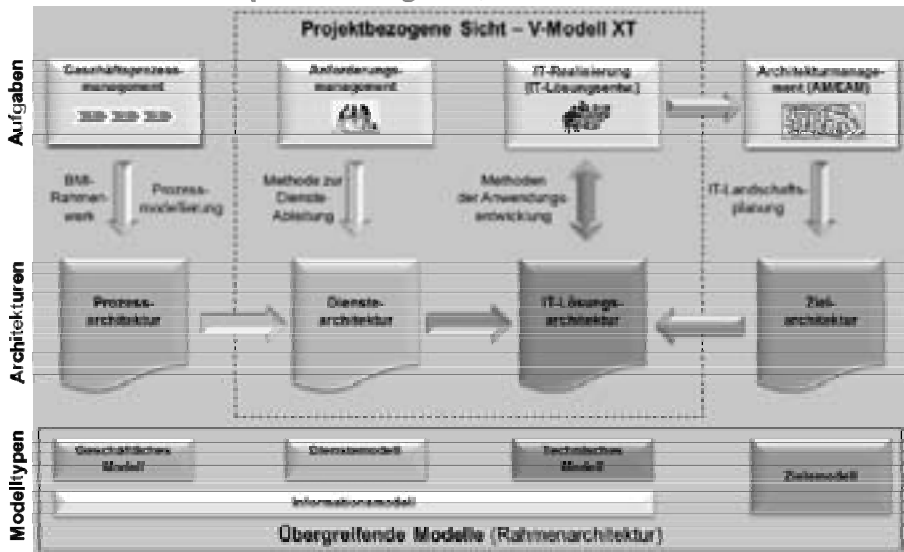 Projektbezogene Sicht – V-Modell XT
Aufgaben
Geschäftsprozess-
management
Anforderungs-
management
IT-Realisierung
(IT-Lösungsentw.)
Architekturmanage-
ment (AM/EAM)
BMI-
Rahmen-
werk
Prozess-
modellierung
Methode zur
Dienste-
Ableitung
Methoden
der Anwendungs-
entwicklung
IT-Landschafts-
planung
Architekturen
Prozess-
architektur
Dienste-
architektur
IT-Lösungs-
architektur
Ziel-
architektur
Modelltypen
Geschäftliches
Modell
Dienstemodell
Technisches
Modell
Zielemodell
Informationsmodell
Übergreifende Modelle (Rahmenarchitektur)